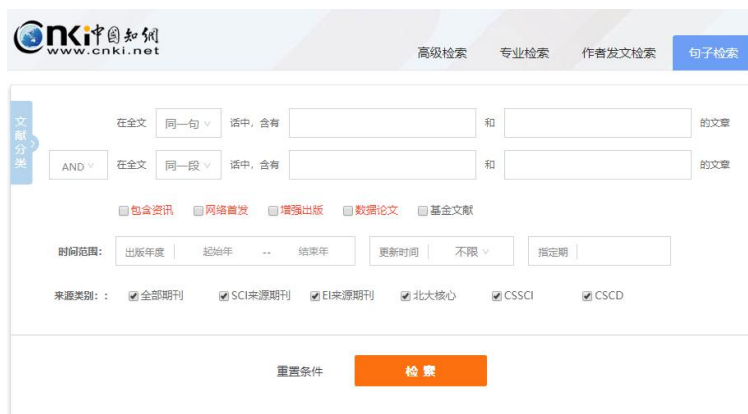 cnki中国知网
www.cnki.net
高级检索 专业检索 作者发文检索 句子检索
文献分类
在全文 同一句 话中，含有 和 的文章
AND 在全文 同一段 话中，含有 和 的文章
包含资讯 网络首发 增强出版 数据论文 基金文献
时间范围： 出版年度 起始年 -- 结束年 更新时间 不限 指定期
来源类别：： 全部期刊 SCI来源期刊 EI来源期刊 北大核心 CSSCI CSCD
重置条件 检索